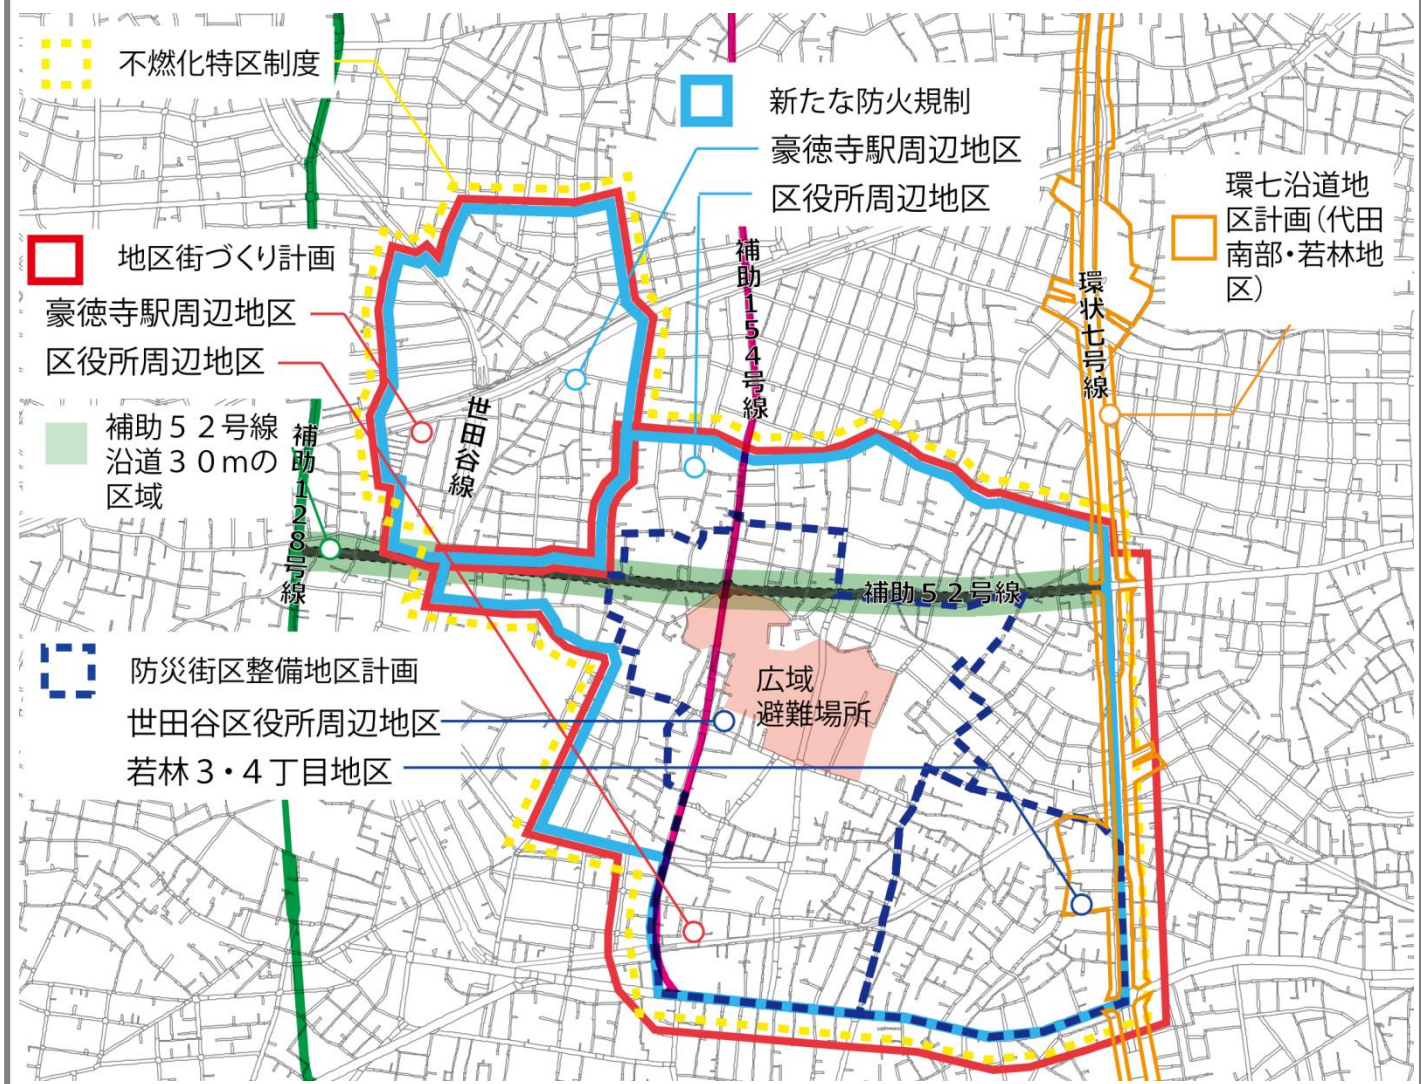 不燃化特区制度
新たな防火規制
豪徳寺駅周辺地区
区役所周辺地区
環七沿道地
区計画(代田
南部・若林地
区)
地区街づくり計画
豪徳寺駅周辺地区
区役所周辺地区
補助52号線
沿道30mの
区域
補助128号線
世田谷線
補助154号線
環状七号線
補助52号線
広域
避難場所
防災街区整備地区計画
世田谷区役所周辺地区
若林3・4丁目地区